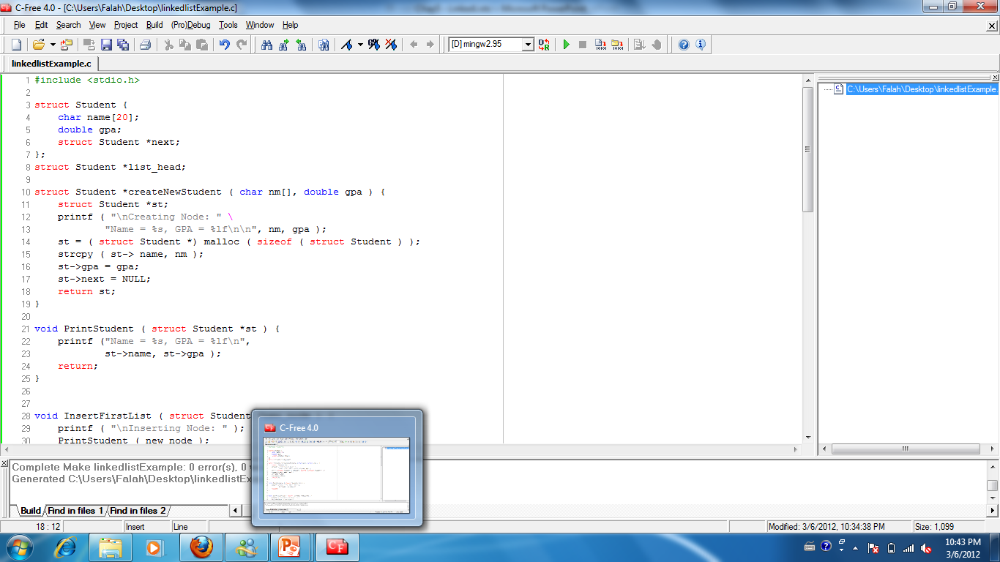 C-Free 4.0 - [C:\Users\Falah\Desktop\linkedlistExample.c]
File Edit Search View Project Build (Pro)Debug Tools Window Help
[D] mingw2.95
linkedlistExample.c
C:\Users\Falah\Desktop\linkedlistExample.
1 #include <stdio.h>
2
3 struct Student {
4     char name[20];
5     double gpa;
6     struct Student *next;
7 };
8 struct Student *list_head;
9
10 struct Student *createNewStudent ( char nm[], double gpa ) {
11     struct Student *st;
12     printf ( "\nCreating Node: " \
13             "Name = %s, GPA = %lf\n\n", nm, gpa );
14     st = ( struct Student *) malloc ( sizeof ( struct Student ) );
15     strcpy ( st-> name, nm );
16     st->gpa = gpa;
17     st->next = NULL;
18     return st;
19 }
20
21 void PrintStudent ( struct Student *st ) {
22     printf ("Name = %s, GPA = %lf\n",
23             st->name, st->gpa );
24     return;
25 }
26
27
28 void InsertFirstList ( struct Student
29     printf ( "\nInserting Node: " );
30     PrintStudent ( new node );
C-Free 4.0
Complete Make linkedlistExample: 0 error(s), 0
Generated C:\Users\Falah\Desktop\linkedlistEx
Build Find in files 1 Find in files 2
18 : 12 Insert Line Modified: 3/6/2012, 10:34:38 PM Size: 1,099
10:43 PM
3/6/2012